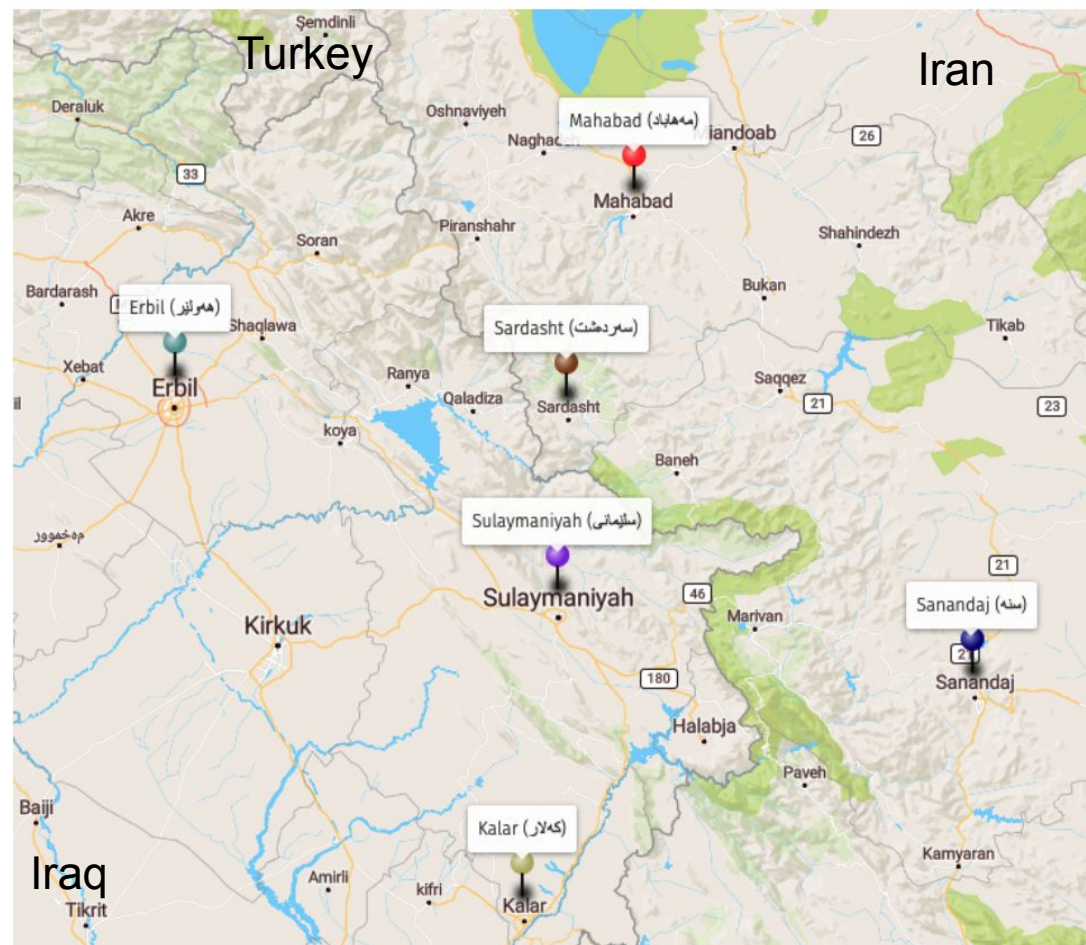 Şemdinli
Turkey
Iran
Deraluk
Oshnaviyeh
Mahabad (مەهاباد)
Naghadeh
Miandoab
26
33
Mahabad
Akre
Piranshahr
Soran
Shahindezh
Bardarash
Bukan
Erbil (هەولێر)
Shaqlawa
Sardasht (سەردەشت)
Tikab
Xebat
Erbil
Ranya
Qaladiza
Saqqez
21
23
Sardasht
koya
Baneh
Sulaymaniyah (سلێمانی)
مەخموور
21
Sulaymaniyah
46
Sanandaj (سنە)
Kirkuk
Marivan
21
180
Sanandaj
Halabja
Paveh
Baiji
Kalar (کەلار)
Kamyaran
Iraq
Amirli
kifri
Tikrit
Kalar